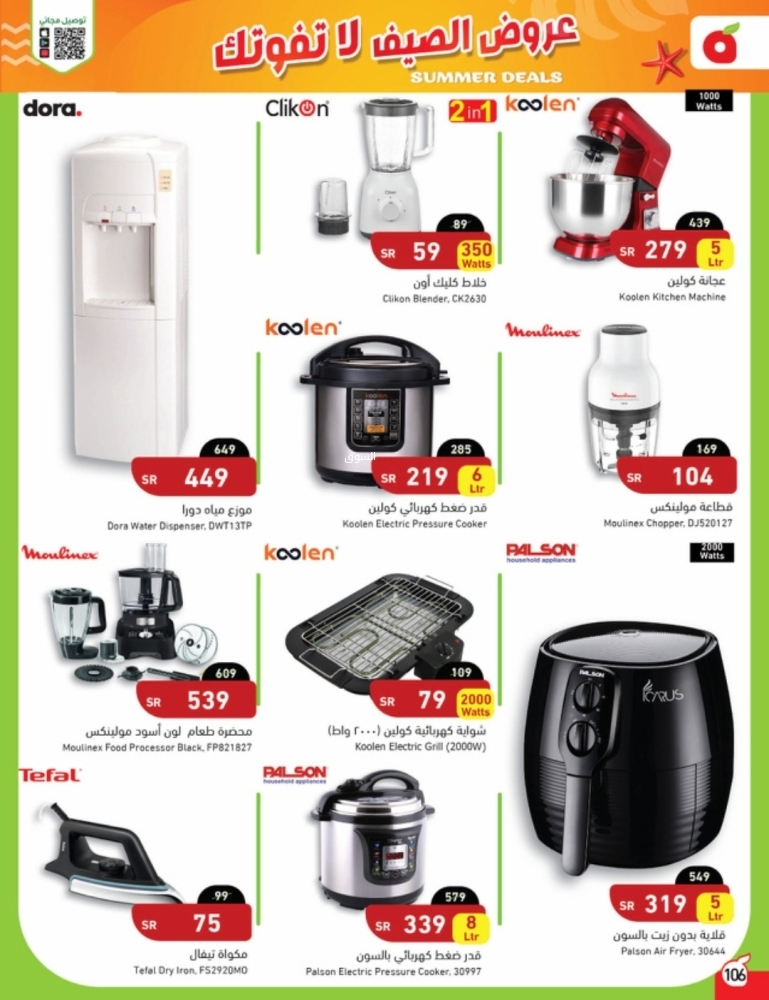 توصيل مجاني
عروض الصيف لا تفوتك
SUMMER DEALS
dora.
649
SR 449
موزع مياه دورا
Dora Water Dispenser, DWT13TP
ClikOn
2 in 1
89
SR 59
350 Watts
خلاط كليك أون
Clikon Blender, CK2630
koolen
1000 Watts
439
SR 279
5 Ltr
عجانة كولين
Koolen Kitchen Machine
koolen
koolen
السوق
285
SR 219
6 Ltr
قدر ضغط كهربائي كولين
Koolen Electric Pressure Cooker
Moulinex
Moulinex
169
SR 104
قطاعة مولينكس
Moulinex Chopper, DJ520127
Moulinex
609
SR 539
محضرة طعام لون أسود مولينكس
Moulinex Food Processor Black, FP821827
koolen
109
SR 79
2000 Watts
شواية كهربائية كولين (٢٠٠٠ واط)
Koolen Electric Grill (2000W)
PALSON
household appliances
2000 Watts
PALSON
ICARUS
549
SR 319
5 Ltr
قلاية بدون زيت بالسون
Palson Air Fryer, 30644
Tefal
99
SR 75
مكواة تيفال
Tefal Dry Iron, FS2920MO
PALSON
household appliances
579
SR 339
8 Ltr
قدر ضغط كهربائي بالسون
Palson Electric Pressure Cooker, 30997
106